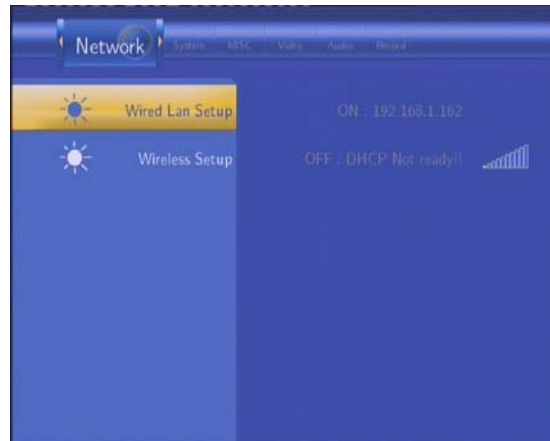 Network System MISC Video Audio Record
Wired Lan Setup ON : 192.168.1.162
Wireless Setup OFF : DHCP Not ready!!